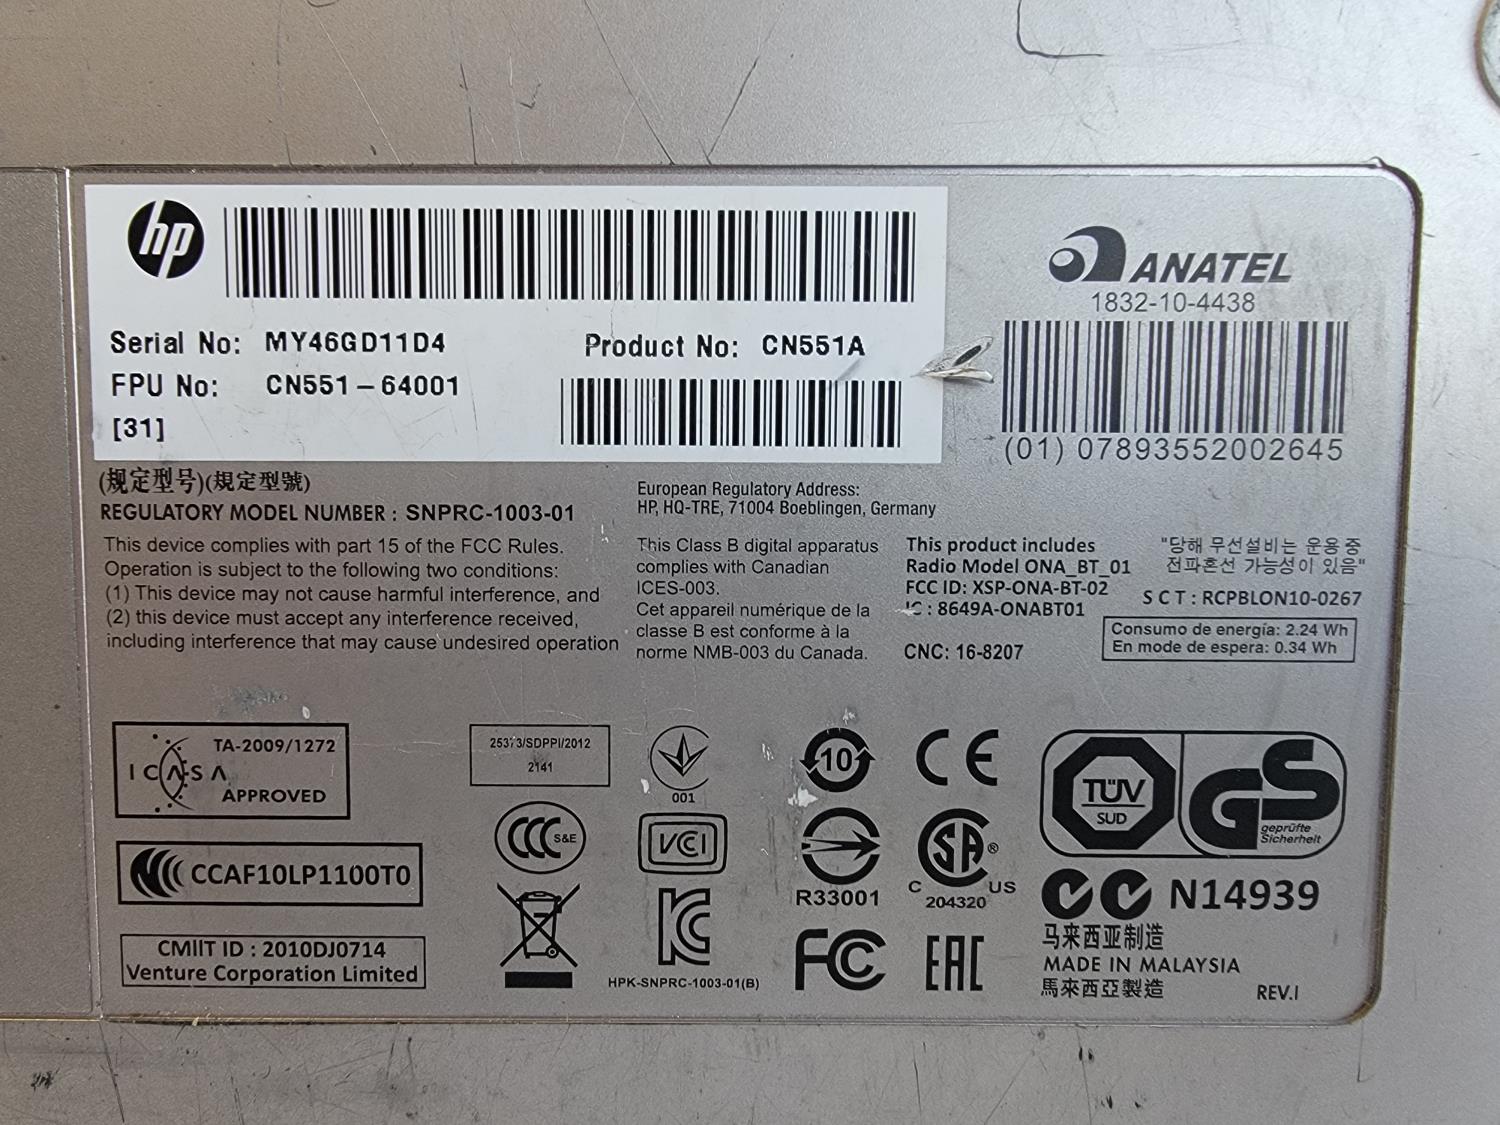 hp
Serial No: MY46GD11D4
Product No: CN551A
FPU No: CN551-64001
[31]
ANATEL
1832-10-4438
(01) 07893552002645
(规定型号)(規定型號)
REGULATORY MODEL NUMBER : SNPRC-1003-01
This device complies with part 15 of the FCC Rules.
Operation is subject to the following two conditions:
(1) This device may not cause harmful interference, and
(2) this device must accept any interference received,
including interference that may cause undesired operation
European Regulatory Address:
HP, HQ-TRE, 71004 Boeblingen, Germany
This Class B digital apparatus
complies with Canadian
ICES-003.
Cet appareil numérique de la
classe B est conforme à la
norme NMB-003 du Canada.
This product includes
Radio Model ONA_BT_01
FCC ID: XSP-ONA-BT-02
IC : 8649A-ONABT01
CNC: 16-8207
"당해 무선설비는 운용 중
전파혼선 가능성이 있음"
S C T : RCPBLON10-0267
Consumo de energía: 2.24 Wh
En modo de espera: 0.34 Wh
TA-2009/1272
ICASA
APPROVED
CCAF10LP1100T0
CMIIT ID : 2010DJ0714
Venture Corporation Limited
25373/SDPPI/2012
2141
001
CCC S&E
VCI
KC
HPK-SNPRC-1003-01(B)
10
R33001
FC
CE
SA®
C US
204320
EAC
TÜV
SÜD
GS
geprüfte
Sicherheit
N14939
马来西亚制造
MADE IN MALAYSIA
馬來西亞製造
REV.I